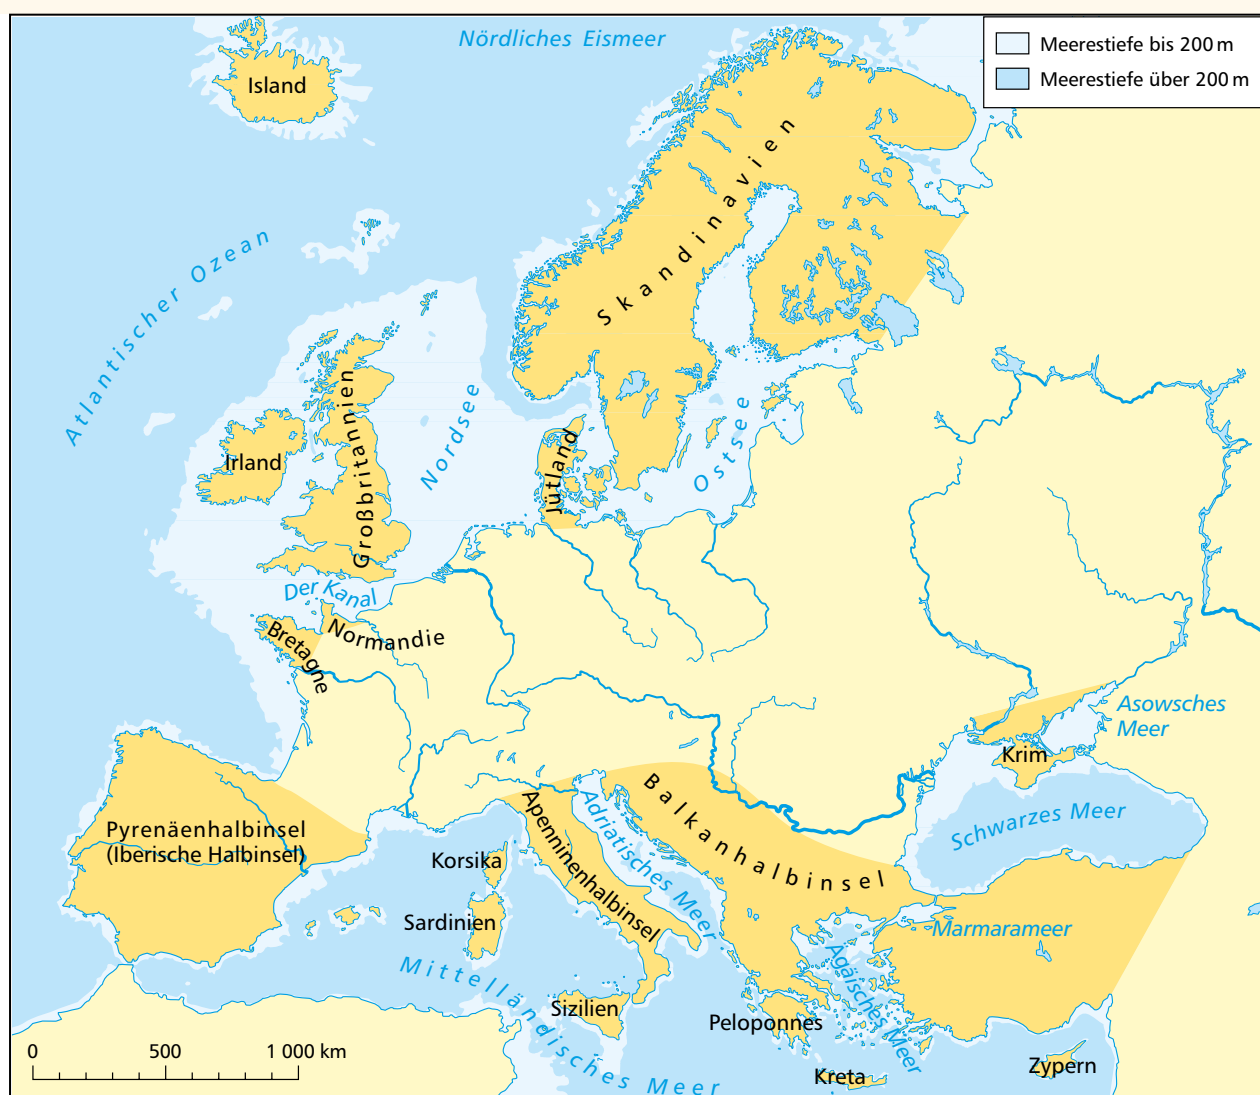 Nördliches Eismeer
Meerestiefe bis 200 m
Meerestiefe über 200 m
Island
Atlantischer Ozean
Skandinavien
Nordsee
Ostsee
Großbritannien
Irland
Jütland
Der Kanal
Bretagne
Normandie
Asowsches
Meer
Krim
Schwarzes Meer
Pyrenäenhalbinsel
(Iberische Halbinsel)
Korsika
Sardinien
Apenninenhalbinsel
Adriatisches Meer
Balkanhalbinsel
Marmarameer
Ägäisches Meer
Mittelländisches Meer
Sizilien
Peloponnes
Kreta
Zypern
0 500 1 000 km